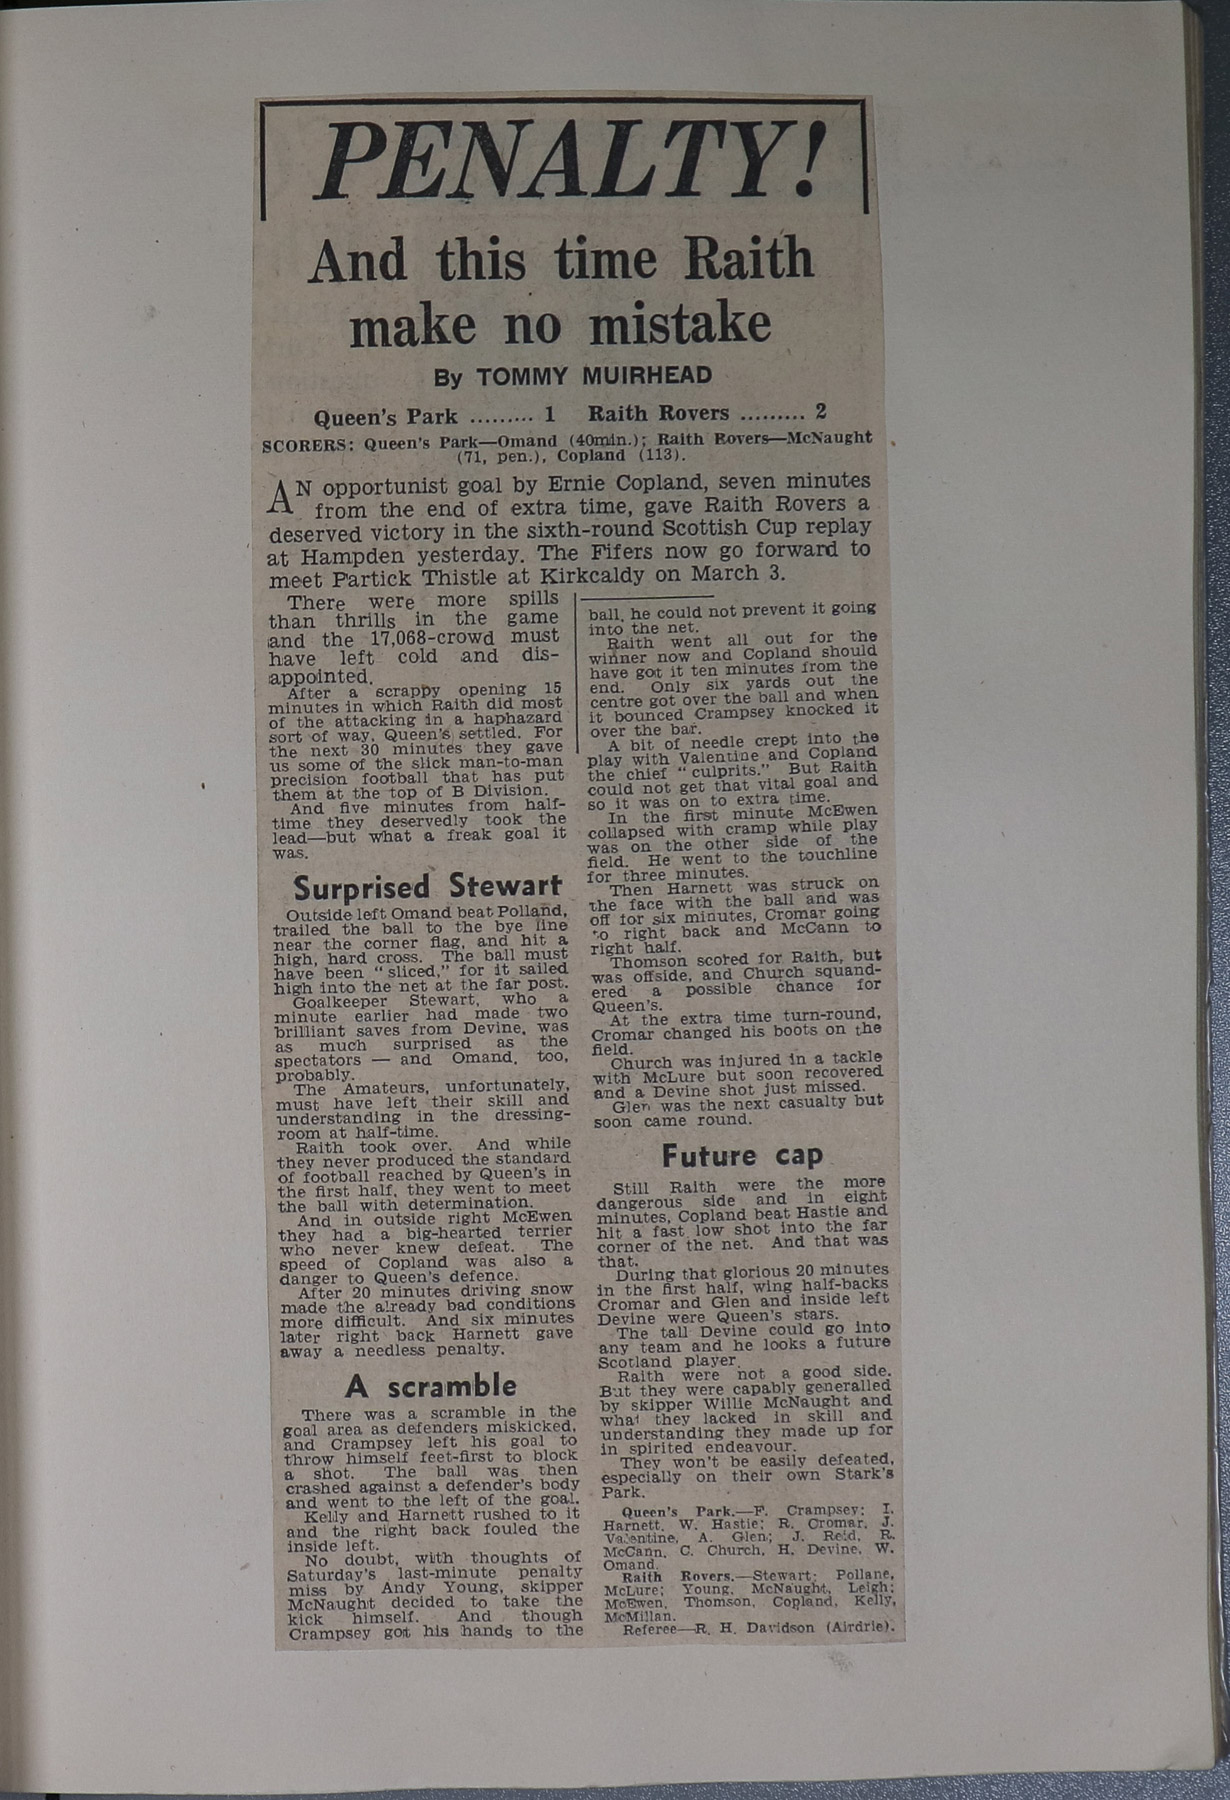 PENALTY!
And this time Raith
make no mistake
By TOMMY MUIRHEAD
Queen's Park ......... 1 Raith Rovers ......... 2
SCORERS: Queen's Park—Omand (40min.); Raith Rovers—McNaught
(71, pen.), Copland (113).
AN opportunist goal by Ernie Copland, seven minutes
from the end of extra time, gave Raith Rovers a
deserved victory in the sixth-round Scottish Cup replay
at Hampden yesterday. The Fifers now go forward to
meet Partick Thistle at Kirkcaldy on March 3.
There were more spills
than thrills in the game
and the 17,068-crowd must
have left cold and dis-
appointed.
After a scrappy opening 15
minutes in which Raith did most
of the attacking in a haphazard
sort of way, Queen's settled. For
the next 30 minutes they gave
us some of the slick man-to-man
precision football that has put
them at the top of B Division.
And five minutes from half-
time they deservedly took the
lead—but what a freak goal it
was.
Surprised Stewart
Outside left Omand beat Polland,
trailed the ball to the bye line
near the corner flag, and hit a
high, hard cross. The ball must
have been "sliced," for it sailed
high into the net at the far post.
Goalkeeper Stewart, who a
minute earlier had made two
brilliant saves from Devine, was
as much surprised as the
spectators — and Omand, too,
probably.
The Amateurs, unfortunately,
must have left their skill and
understanding in the dressing-
room at half-time.
Raith took over. And while
they never produced the standard
of football reached by Queen's in
the first half, they went to meet
the ball with determination.
And in outside right McEwen
they had a big-hearted terrier
who never knew defeat. The
speed of Copland was also a
danger to Queen's defence.
After 20 minutes driving snow
made the already bad conditions
more difficult. And six minutes
later right back Harnett gave
away a needless penalty.
A scramble
There was a scramble in the
goal area as defenders miskicked,
and Crampsey left his goal to
throw himself feet-first to block
a shot. The ball was then
crashed against a defender's body
and went to the left of the goal.
Kelly and Harnett rushed to it
and the right back fouled the
inside left.
No doubt, with thoughts of
Saturday's last-minute penalty
miss by Andy Young, skipper
McNaught decided to take the
kick himself. And though
Crampsey got his hands to the
ball, he could not prevent it going
into the net.
Raith went all out for the
winner now and Copland should
have got it ten minutes from the
end. Only six yards out the
centre got over the ball and when
it bounced Crampsey knocked it
over the bar.
A bit of needle crept into the
play with Valentine and Copland
the chief "culprits." But Raith
could not get that vital goal and
so it was on to extra time.
In the first minute McEwen
collapsed with cramp while play
was on the other side of the
field. He went to the touchline
for three minutes.
Then Harnett was struck on
the face with the ball and was
off for six minutes, Cromar going
to right back and McCann to
right half.
Thomson scored for Raith, but
was offside, and Church squand-
ered a possible chance for
Queen's.
At the extra time turn-round,
Cromar changed his boots on the
field.
Church was injured in a tackle
with McLure but soon recovered
and a Devine shot just missed.
Glen was the next casualty but
soon came round.
Future cap
Still Raith were the more
dangerous side and in eight
minutes, Copland beat Hastie and
hit a fast low shot into the far
corner of the net. And that was
that.
During that glorious 20 minutes
in the first half, wing half-backs
Cromar and Glen and inside left
Devine were Queen's stars.
The tall Devine could go into
any team and he looks a future
Scotland player.
Raith were not a good side.
But they were capably generalled
by skipper Willie McNaught and
what they lacked in skill and
understanding they made up for
in spirited endeavour.
They won't be easily defeated,
especially on their own Stark's
Park.
Queen's Park.—F. Crampsey; I.
Harnett, W. Hastie; R. Cromar, J.
Valentine, A. Glen; J. Reid, R.
McCann, C. Church, H. Devine, W.
Omand.
Raith Rovers.—Stewart; Pollane,
McLure; Young, McNaught, Leigh;
McEwen, Thomson, Copland, Kelly,
McMillan.
Referee—R. H. Davidson (Airdrie).